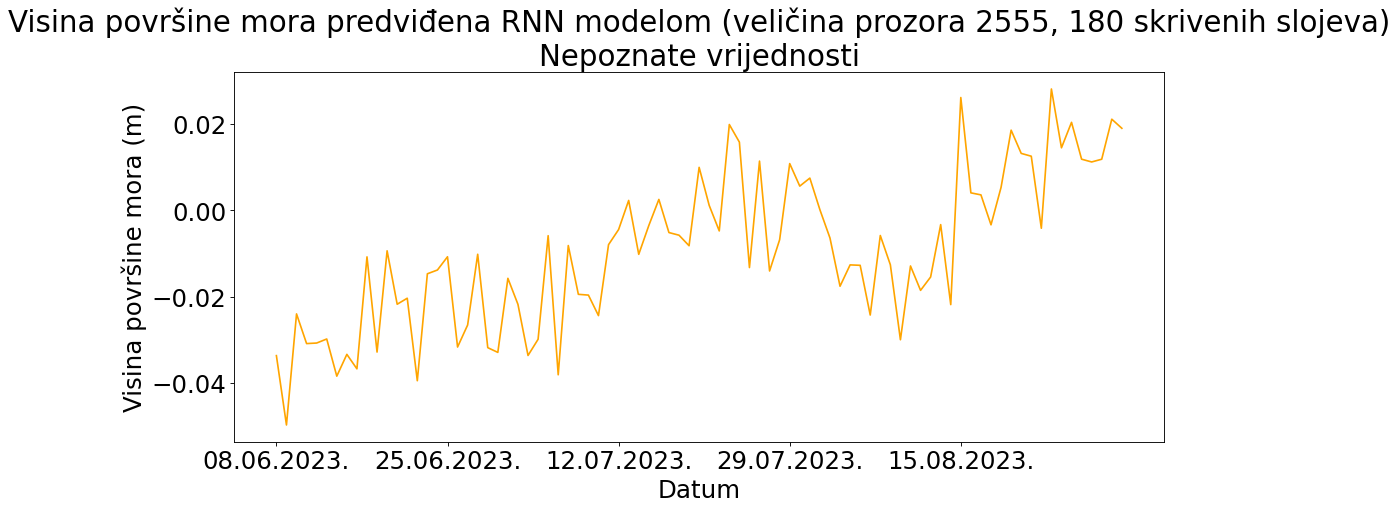 Visina površine mora predviđena RNN modelom (veličina prozora 2555, 180 skrivenih slojeva)
Nepoznate vrijednosti
Visina površine mora (m)
0.02
0.00
−0.02
−0.04
08.06.2023. 25.06.2023. 12.07.2023. 29.07.2023. 15.08.2023.
Datum